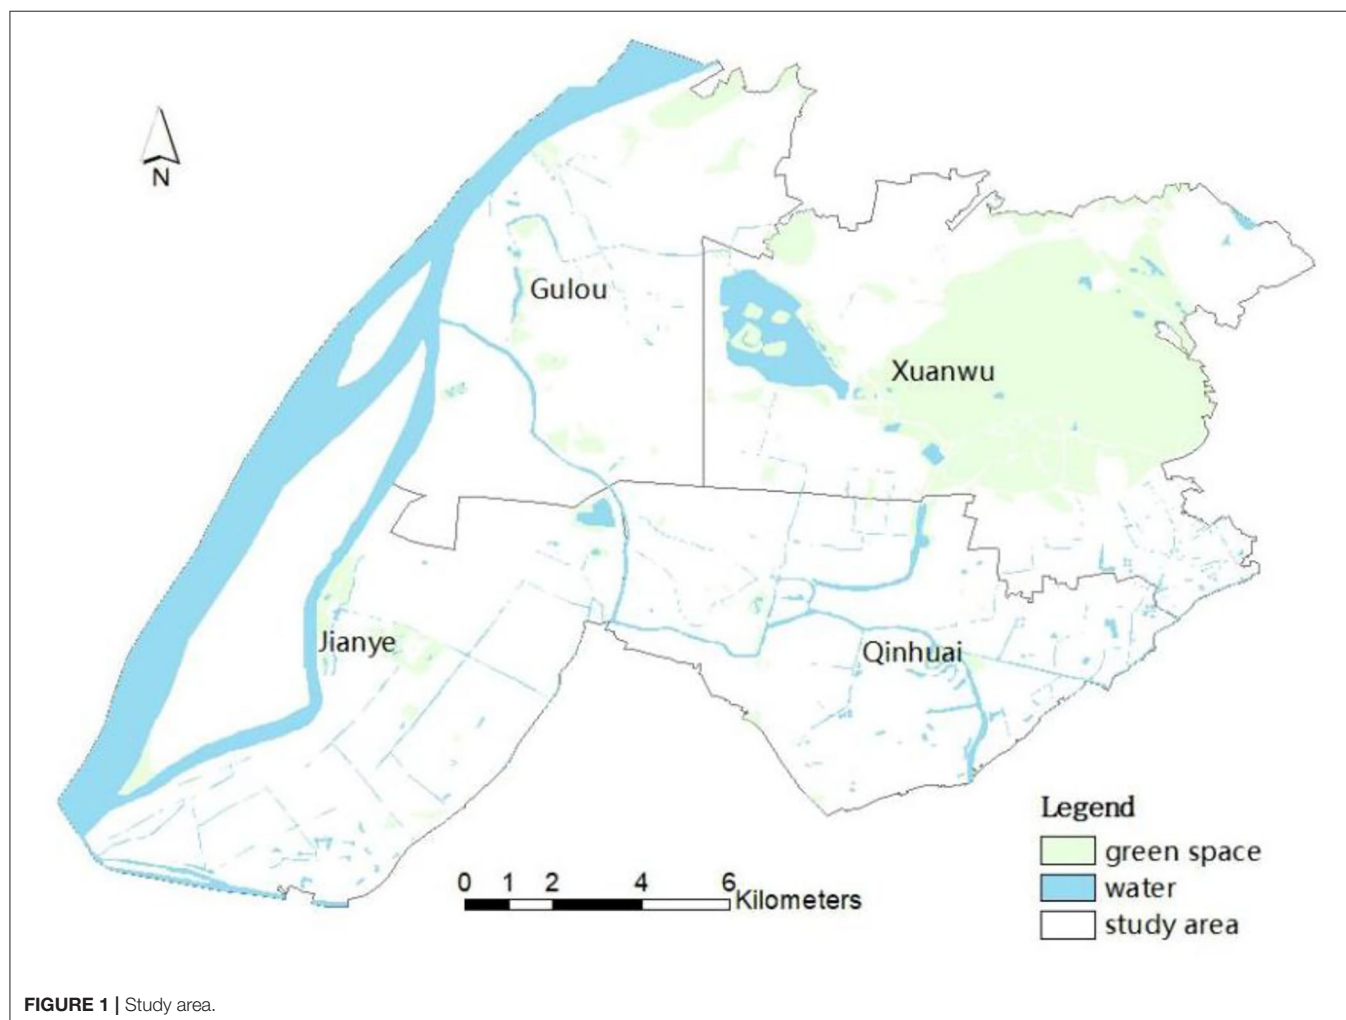 N
Gulou
Xuanwu
Jianye
Qinhuai
Legend
green space
water
study area
0 1 2 4 6
Kilometers
FIGURE 1 | Study area.